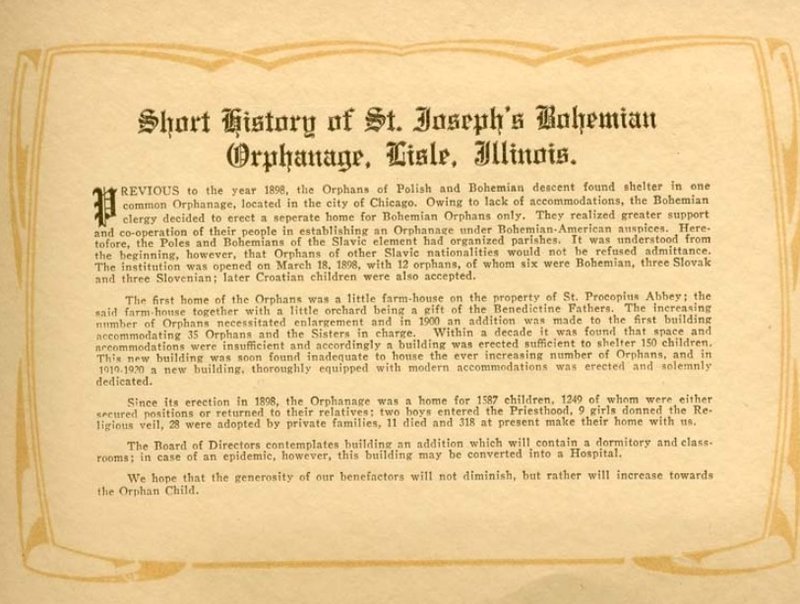 Short History of St. Joseph's Bohemian
Orphanage, Lisle, Illinois.
PREVIOUS to the year 1898, the Orphans of Polish and Bohemian descent found shelter in one
common Orphanage, located in the city of Chicago. Owing to lack of accommodations, the Bohemian
clergy decided to erect a seperate home for Bohemian Orphans only. They realized greater support
and co-operation of their people in establishing an Orphanage under Bohemian-American auspices. Here-
tofore, the Poles and Bohemians of the Slavic element had organized parishes. It was understood from
the beginning, however, that Orphans of other Slavic nationalities would not be refused admittance.
The institution was opened on March 18, 1898, with 12 orphans, of whom six were Bohemian, three Slovak
and three Slovenian; later Croatian children were also accepted.
The first home of the Orphans was a little farm-house on the property of St. Procopius Abbey; the
said farm-house together with a little orchard being a gift of the Benedictine Fathers. The increasing
number of Orphans necessitated enlargement and in 1900 an addition was made to the first building
accommodating 35 Orphans and the Sisters in charge. Within a decade it was found that space and
accommodations were insufficient and accordingly a building was erected sufficient to shelter 150 children.
This new building was soon found inadequate to house the ever increasing number of Orphans, and in
1919-1920 a new building, thoroughly equipped with modern accommodations was erected and solemnly
dedicated.
Since its erection in 1898, the Orphanage was a home for 1587 children, 1249 of whom were either
secured positions or returned to their relatives; two boys entered the Priesthood, 9 girls donned the Re-
ligious veil, 28 were adopted by private families, 11 died and 318 at present make their home with us.
The Board of Directors contemplates building an addition which will contain a dormitory and class-
rooms; in case of an epidemic, however, this building may be converted into a Hospital.
We hope that the generosity of our benefactors will not diminish, but rather will increase towards
the Orphan Child.